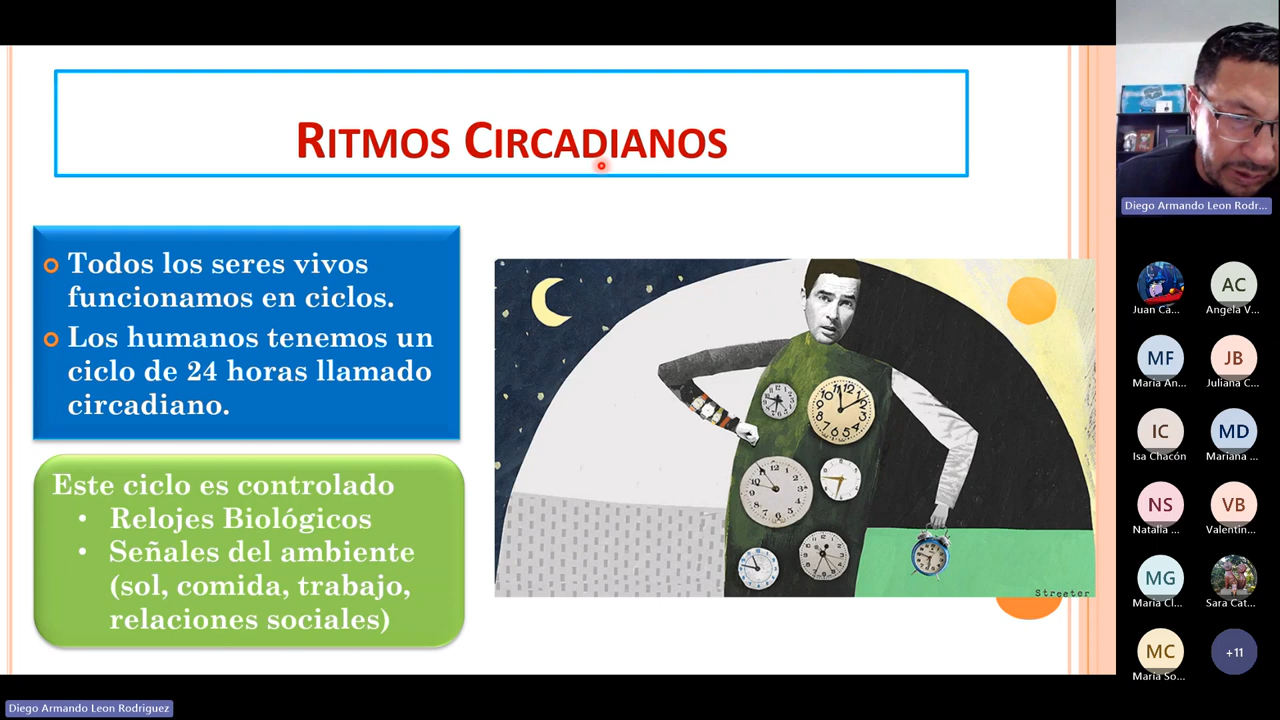 RITMOS CIRCADIANOS
Todos los seres vivos
funcionamos en ciclos.
Los humanos tenemos un
ciclo de 24 horas llamado
circadiano.
Este ciclo es controlado
• Relojes Biológicos
• Señales del ambiente
(sol, comida, trabajo,
relaciones sociales)
Streeter
Diego Armando Leon Rodr...
Juan Ca...
AC
Angela V...
MF
Maria An...
JB
Juliana C...
IC
Isa Chacón
MD
Mariana ...
NS
Natalia ...
VB
Valentin...
MG
Maria Cl...
Sara Cat...
MC
Maria So...
+11
Diego Armando Leon Rodriguez